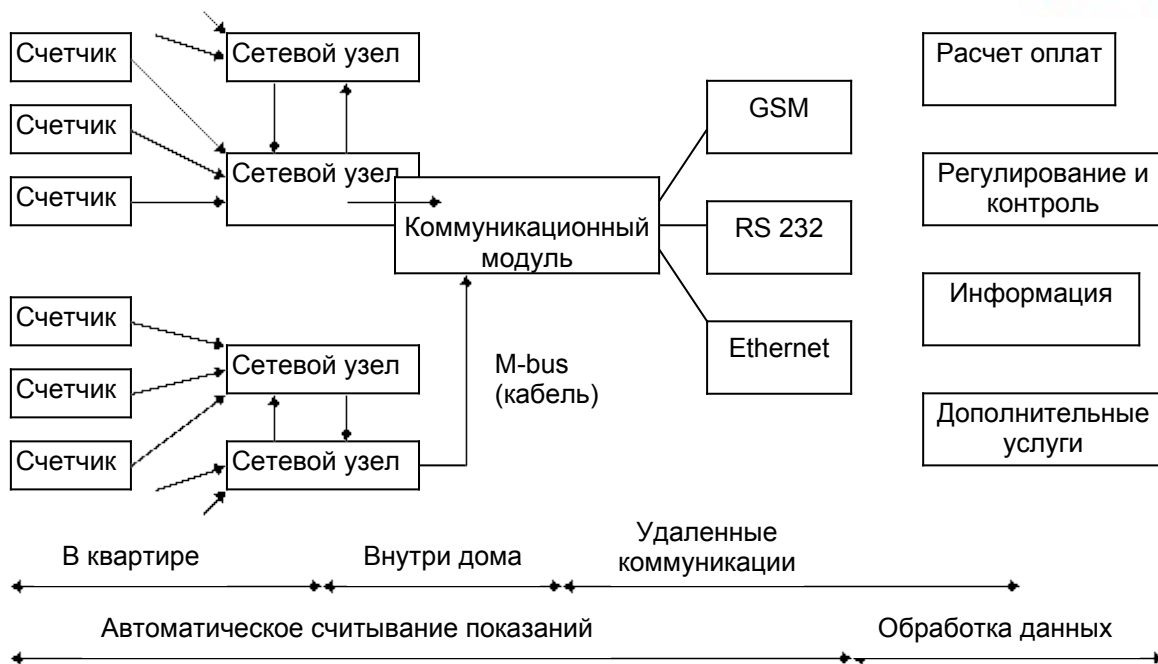 Счетчик
Счетчик
Счетчик
Счетчик
Счетчик
Счетчик
Сетевой узел
Сетевой узел
Сетевой узел
Сетевой узел
Коммуникационный
модуль
M-bus
(кабель)
GSM
RS 232
Ethernet
Расчет оплат
Регулирование и
контроль
Информация
Дополнительные
услуги
В квартире
Внутри дома
Удаленные
коммуникации
Автоматическое считывание показаний
Обработка данных